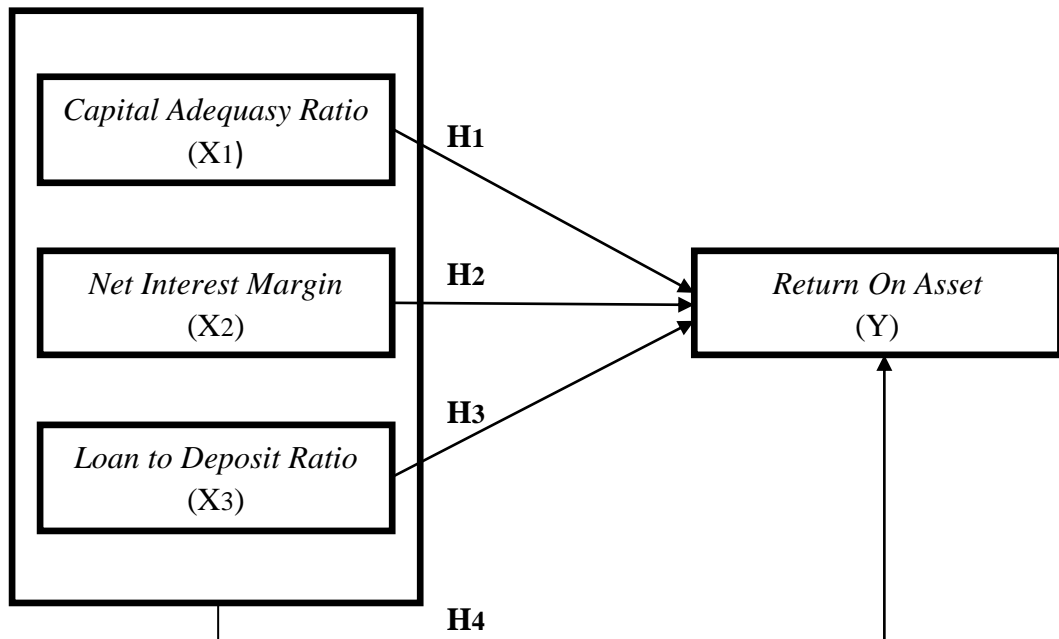 Capital Adequasy Ratio
(X1)
H1
Net Interest Margin
(X2)
H2
Return On Asset
(Y)
H3
Loan to Deposit Ratio
(X3)
H4